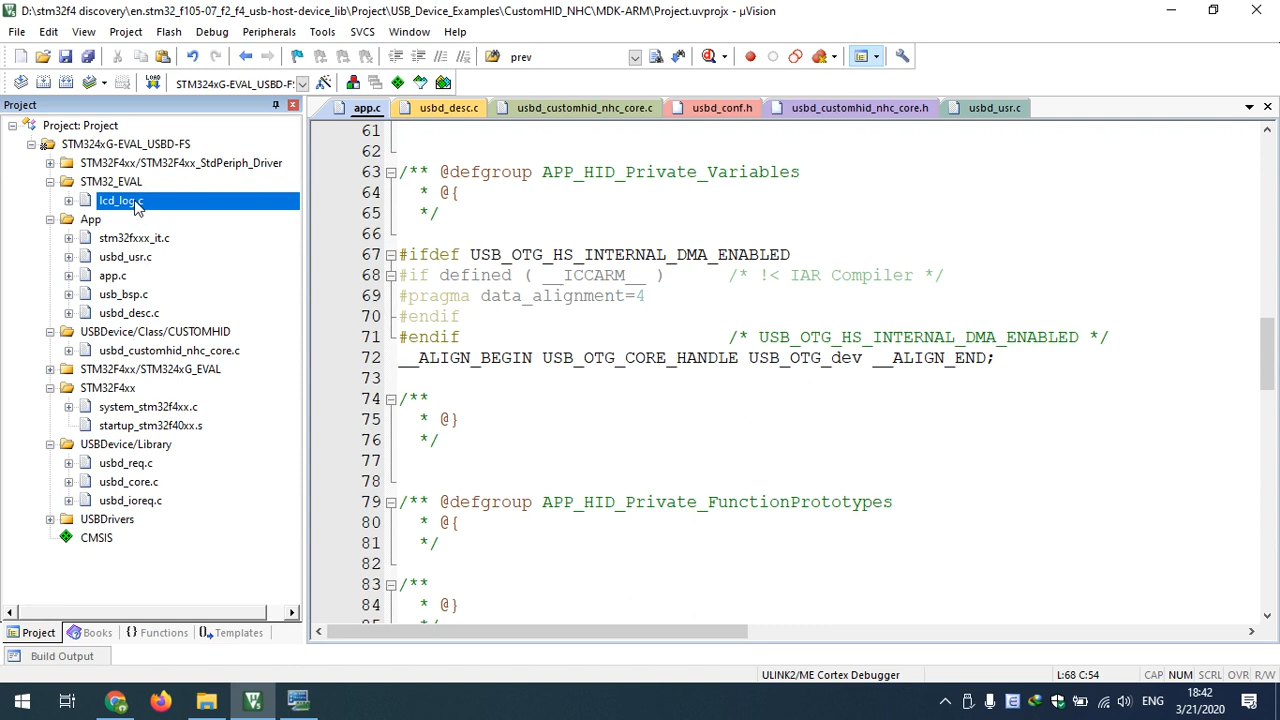 D:\stm32f4 discovery\en.stm32_f105-07_f2_f4_usb-host-device_lib\Project\USB_Device_Examples\CustomHID_NHC\MDK-ARM\Project.uvprojx - µVision
File Edit View Project Flash Debug Peripherals Tools SVCS Window Help
prev
STM324xG-EVAL_USBD-F:
Project
app.c usbd_desc.c usbd_customhid_nhc_core.c usbd_conf.h usbd_customhid_nhc_core.h usbd_usr.c
Project: Project
STM324xG-EVAL_USBD-FS
STM32F4xx/STM32F4xx_StdPeriph_Driver
STM32_EVAL
lcd_log.c
App
stm32fxxx_it.c
usbd_usr.c
app.c
usb_bsp.c
usbd_desc.c
USBDevice/Class/CUSTOMHID
usbd_customhid_nhc_core.c
STM32F4xx/STM324xG_EVAL
STM32F4xx
system_stm32f4xx.c
startup_stm32f40xx.s
USBDevice/Library
usbd_req.c
usbd_core.c
usbd_ioreq.c
USBDrivers
CMSIS
61
62
63 /** @defgroup APP_HID_Private_Variables
64 * @{
65 */
66
67 #ifdef USB_OTG_HS_INTERNAL_DMA_ENABLED
68 #if defined ( __ICCARM__ ) /* !< IAR Compiler */
69 #pragma data_alignment=4
70 #endif
71 #endif /* USB_OTG_HS_INTERNAL_DMA_ENABLED */
72 __ALIGN_BEGIN USB_OTG_CORE_HANDLE USB_OTG_dev __ALIGN_END;
73
74 /**
75 * @}
76 */
77
78
79 /** @defgroup APP_HID_Private_FunctionPrototypes
80 * @{
81 */
82
83 /**
84 * @}
Project Books {} Functions Templates
Build Output
ULINK2/ME Cortex Debugger L:68 C:54 CAP NUM SCRL OVR R/W
ENG
18:42
3/21/2020